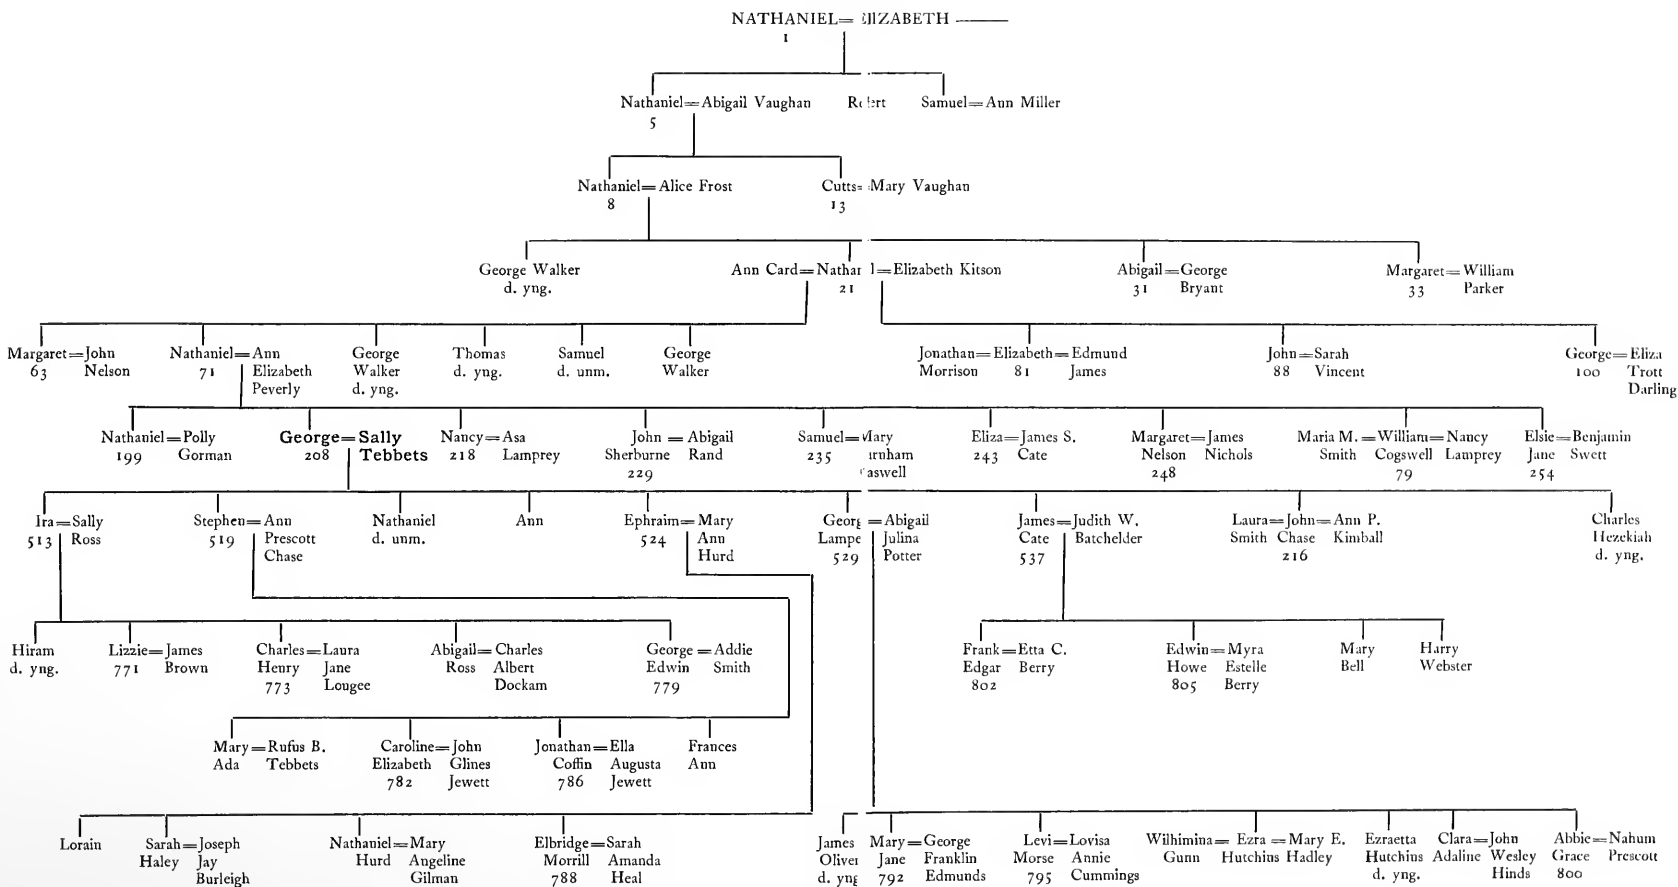 NATHANIEL= ELIZABETH ———
1
Nathaniel=Abigail Vaughan Samuel=Ann Miller
5
Nathaniel=Alice Frost Cutts= Mary Vaughan
8 13
George Walker Ann Card= =Elizabeth Kitson Abigail=George Margaret=William
d. yng. 21 31 Bryant 33 Parker
Margaret=John Nathaniel=Ann George Thomas Samuel George Jonathan=Elizabeth=Edmund John=Sarah George=Eliza
63 Nelson 71 Elizabeth Walker d. yng. d. unm. Walker Morrison 81 James 88 Vincent 100 Trott
Peverly d. yng. Darling
Nathaniel=Polly George=Sally Nancy=Asa John=Abigail Samuel=Mary Eliza=James S. Margaret=James Maria M.=William=Nancy Elsie=Benjamin
199 Gorman 208 Tebbets 218 Lamprey Sherburne Rand 235 243 Cate Nelson Nichols Smith Cogswell Lamprey Jane Swett
229 248 79 254
Ira=Sally Stephen=Ann Nathaniel Ann Ephraim=Mary =Abigail James=Judith W. Laura=John=Ann P. Charles
513 Ross 519 Prescott d. unm. 524 Ann Julina Cate Batchelder Smith Chase Kimball Hezekiah
Chase Hurd 529 Potter 537 216 d. yng.
Hiram Lizzie=James Charles=Laura Abigail=Charles George=Addie Frank=Etta C. Edwin=Myra Mary Harry
d. yng. 771 Brown Henry Jane Ross Albert Edwin Smith Edgar Berry Howe Estelle Bell Webster
773 Lougee Dockam 779 802 805 Berry
Mary=Rufus B. Caroline=John Jonathan=Ella Frances
Ada Tebbets Elizabeth Glines Coffin Augusta Ann
782 Jewett 786 Jewett
Lorain Sarah=Joseph Nathaniel=Mary Elbridge=Sarah James Mary=George Levi=Lovisa Wilhimina=Ezra=Mary E. Ezraetta Clara=John Abbie=Nahum
Haley Jay Hurd Angeline Morrill Amanda Oliver Jane Franklin Morse Annie Gunn Hutchins Hadley Hutchins Adaline Wesley Grace Prescott
Burleigh Gilman 788 Heal d. yng 792 Edmunds 795 Cummings d. yng. Hinds 800